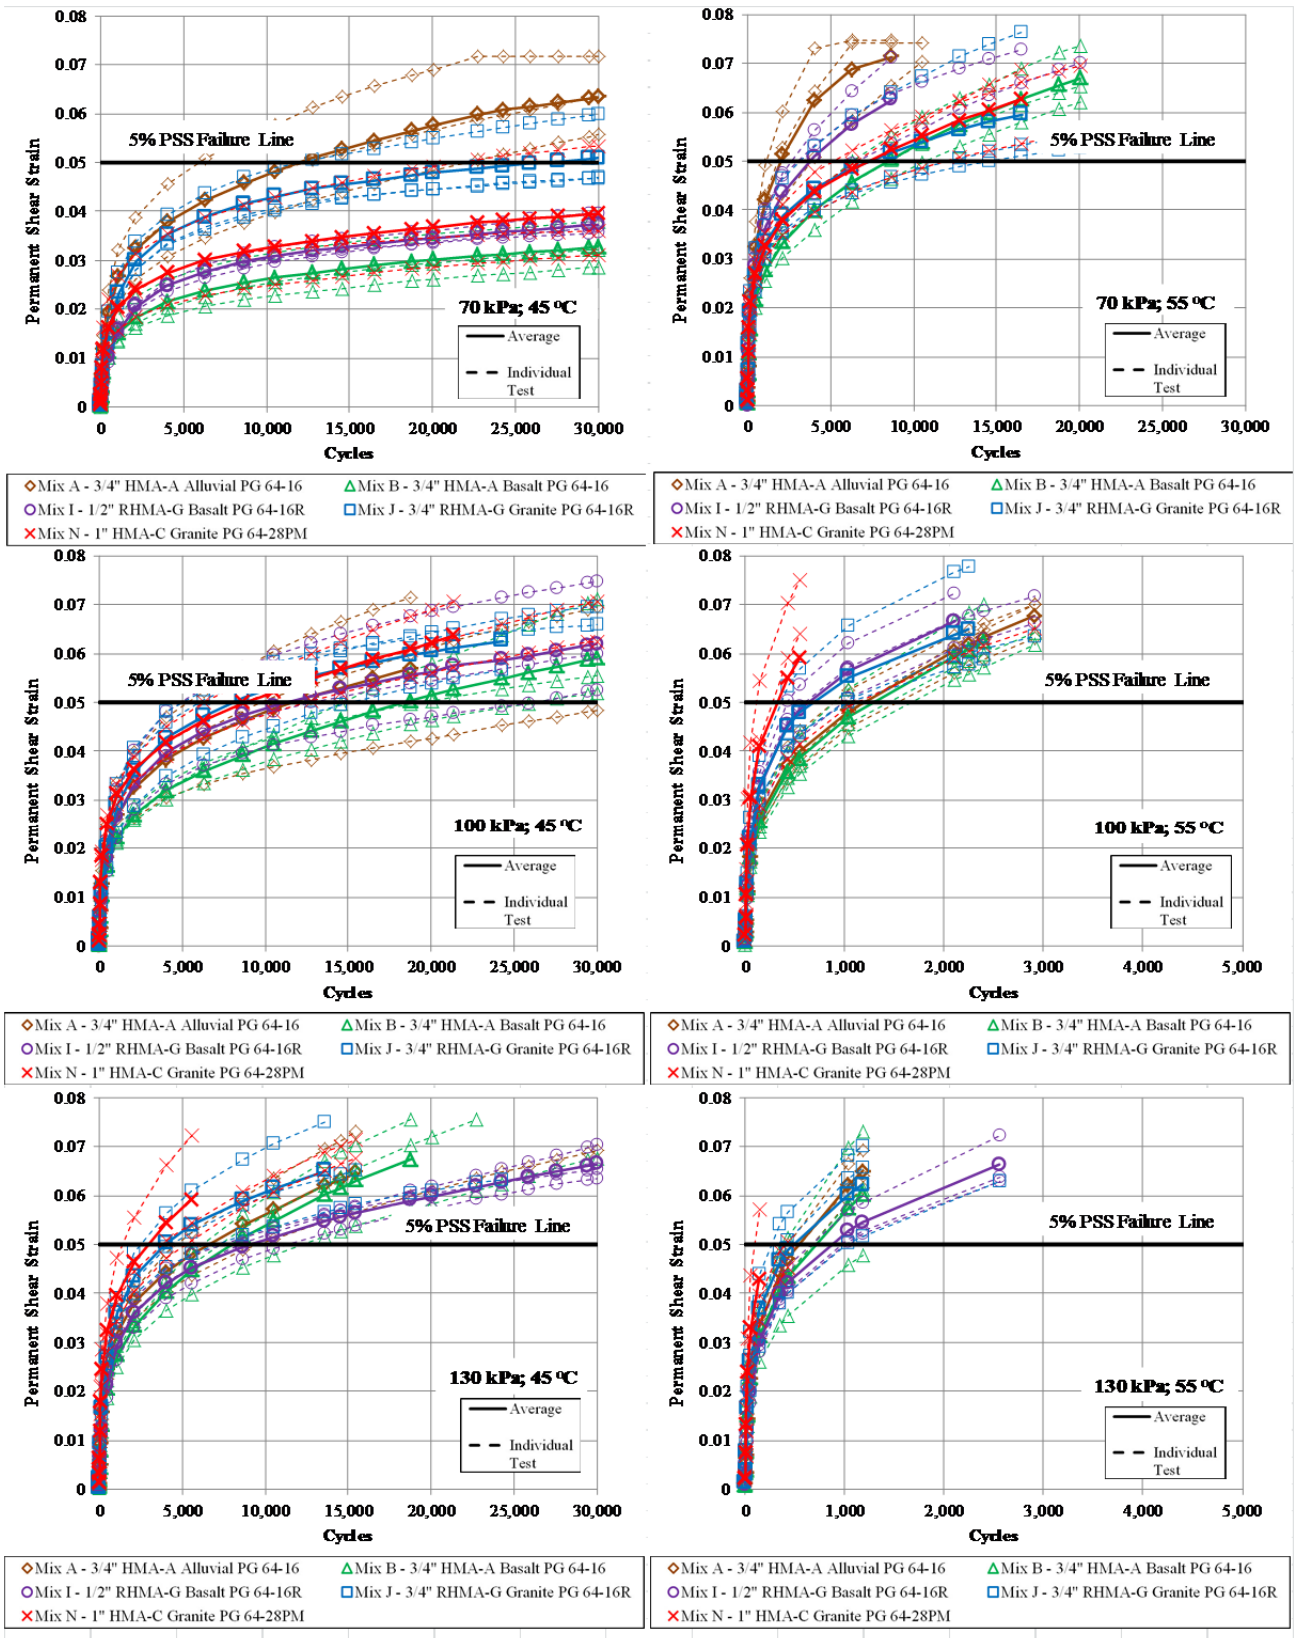 0.08
0.07
0.06
0.05
0.04
0.03
0.02
0.01
0
Permanent Shear Strain
5% PSS Failure Line
70 kPa; 45 ᴼC
Average
Individual
Test
0 5,000 10,000 15,000 20,000 25,000 30,000
Cycles
Mix A - 3/4" HMA-A Alluvial PG 64-16 Mix B - 3/4" HMA-A Basalt PG 64-16
Mix I - 1/2" RHMA-G Basalt PG 64-16R Mix J - 3/4" RHMA-G Granite PG 64-16R
Mix N - 1" HMA-C Granite PG 64-28PM
0.08
0.07
0.06
0.05
0.04
0.03
0.02
0.01
0
Permanent Shear Strain
5% PSS Failure Line
70 kPa; 55 ᴼC
Average
Individual
Test
0 5,000 10,000 15,000 20,000 25,000 30,000
Cycles
Mix A - 3/4" HMA-A Alluvial PG 64-16 Mix B - 3/4" HMA-A Basalt PG 64-16
Mix I - 1/2" RHMA-G Basalt PG 64-16R Mix J - 3/4" RHMA-G Granite PG 64-16R
Mix N - 1" HMA-C Granite PG 64-28PM
0.08
0.07
0.06
0.05
0.04
0.03
0.02
0.01
0
Permanent Shear Strain
5% PSS Failure Line
100 kPa; 45 ᴼC
Average
Individual
Test
0 5,000 10,000 15,000 20,000 25,000 30,000
Cycles
Mix A - 3/4" HMA-A Alluvial PG 64-16 Mix B - 3/4" HMA-A Basalt PG 64-16
Mix I - 1/2" RHMA-G Basalt PG 64-16R Mix J - 3/4" RHMA-G Granite PG 64-16R
Mix N - 1" HMA-C Granite PG 64-28PM
0.08
0.07
0.06
0.05
0.04
0.03
0.02
0.01
0
Permanent Shear Strain
5% PSS Failure Line
100 kPa; 55 ᴼC
Average
Individual
Test
0 1,000 2,000 3,000 4,000 5,000
Cycles
Mix A - 3/4" HMA-A Alluvial PG 64-16 Mix B - 3/4" HMA-A Basalt PG 64-16
Mix I - 1/2" RHMA-G Basalt PG 64-16R Mix J - 3/4" RHMA-G Granite PG 64-16R
Mix N - 1" HMA-C Granite PG 64-28PM
0.08
0.07
0.06
0.05
0.04
0.03
0.02
0.01
0
Permanent Shear Strain
5% PSS Failure Line
130 kPa; 45 ᴼC
Average
Individual
Test
0 5,000 10,000 15,000 20,000 25,000 30,000
Cycles
Mix A - 3/4" HMA-A Alluvial PG 64-16 Mix B - 3/4" HMA-A Basalt PG 64-16
Mix I - 1/2" RHMA-G Basalt PG 64-16R Mix J - 3/4" RHMA-G Granite PG 64-16R
Mix N - 1" HMA-C Granite PG 64-28PM
0.08
0.07
0.06
0.05
0.04
0.03
0.02
0.01
0
Permanent Shear Strain
5% PSS Failure Line
130 kPa; 55 ᴼC
Average
Individual
Test
0 1,000 2,000 3,000 4,000 5,000
Cycles
Mix A - 3/4" HMA-A Alluvial PG 64-16 Mix B - 3/4" HMA-A Basalt PG 64-16
Mix I - 1/2" RHMA-G Basalt PG 64-16R Mix J - 3/4" RHMA-G Granite PG 64-16R
Mix N - 1" HMA-C Granite PG 64-28PM